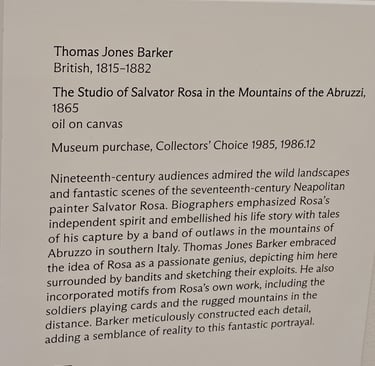 Thomas Jones Barker
British, 1815–1882
The Studio of Salvator Rosa in the Mountains of the Abruzzi,
1865
oil on canvas
Museum purchase, Collectors' Choice 1985, 1986.12
Nineteenth-century audiences admired the wild landscapes
and fantastic scenes of the seventeenth-century Neapolitan
painter Salvator Rosa. Biographers emphasized Rosa's
independent spirit and embellished his life story with tales
of his capture by a band of outlaws in the mountains of
Abruzzo in southern Italy. Thomas Jones Barker embraced
the idea of Rosa as a passionate genius, depicting him here
surrounded by bandits and sketching their exploits. He also
incorporated motifs from Rosa's own work, including the
soldiers playing cards and the rugged mountains in the
distance. Barker meticulously constructed each detail,
adding a semblance of reality to this fantastic portrayal.